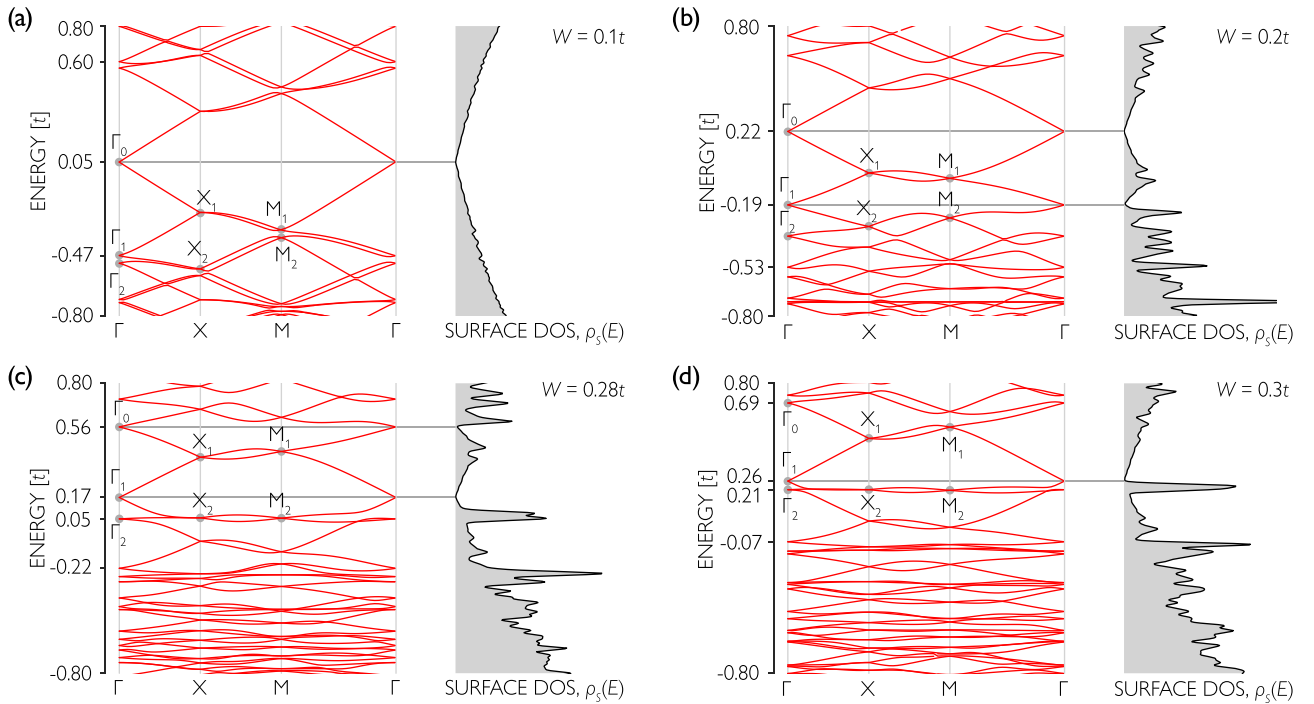 (a)
W = 0.1t
ENERGY [t]
0.80
0.60
0.05
-0.47
-0.80
Γ0
Γ1
Γ2
X1
X2
M1
M2
Γ X M Γ
SURFACE DOS, ρS(E)
(b)
W = 0.2t
ENERGY [t]
0.80
0.22
-0.19
-0.53
-0.80
Γ0
Γ1
Γ2
X1
X2
M1
M2
Γ X M Γ
SURFACE DOS, ρS(E)
(c)
W = 0.28t
ENERGY [t]
0.80
0.56
0.17
0.05
-0.22
-0.80
Γ0
Γ1
Γ2
X1
X2
M1
M2
Γ X M Γ
SURFACE DOS, ρS(E)
(d)
W = 0.3t
ENERGY [t]
0.80
0.69
0.26
0.21
-0.07
-0.80
Γ0
Γ1
Γ2
X1
X2
M1
M2
Γ X M Γ
SURFACE DOS, ρS(E)